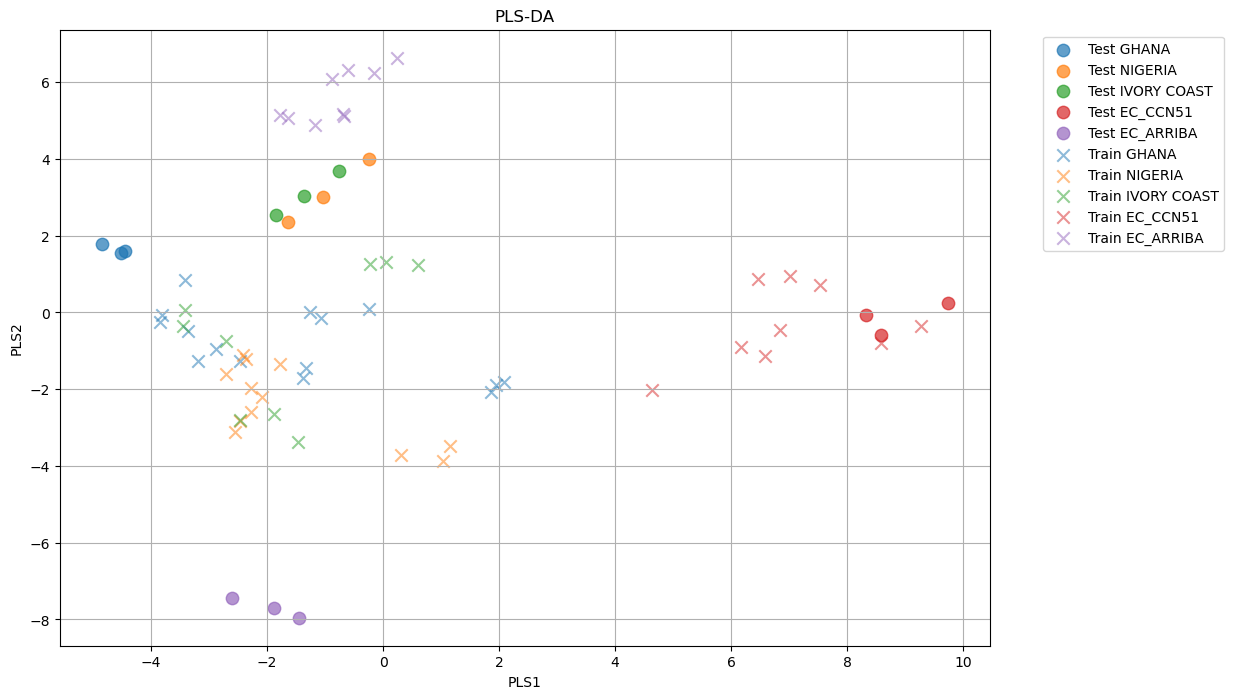 PLS-DA
PLS2
6
4
2
0
−2
−4
−6
−8
−4
−2
0
2
4
6
8
10
PLS1
Test GHANA
Test NIGERIA
Test IVORY COAST
Test EC_CCN51
Test EC_ARRIBA
Train GHANA
Train NIGERIA
Train IVORY COAST
Train EC_CCN51
Train EC_ARRIBA